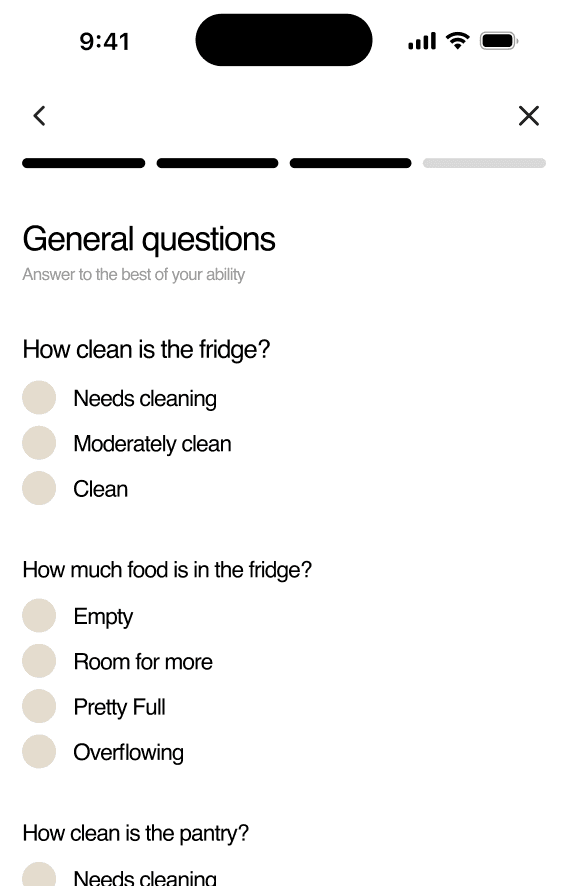 9:41
General questions
Answer to the best of your ability
How clean is the fridge?
Needs cleaning
Moderately clean
Clean
How much food is in the fridge?
Empty
Room for more
Pretty Full
Overflowing
How clean is the pantry?
Needs cleaning